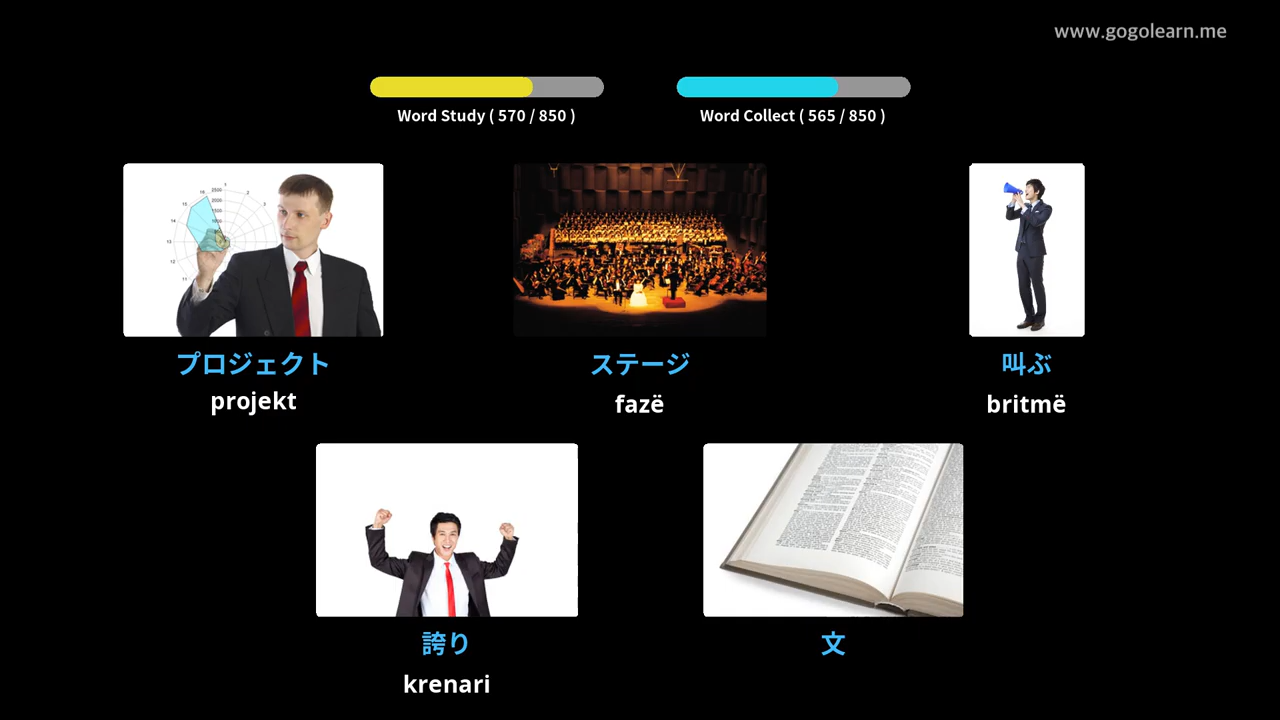 www.gogolearn.me
Word Study ( 570 / 850 )
Word Collect ( 565 / 850 )
プロジェクト
projekt
ステージ
fazë
叫ぶ
britmë
誇り
krenari
文